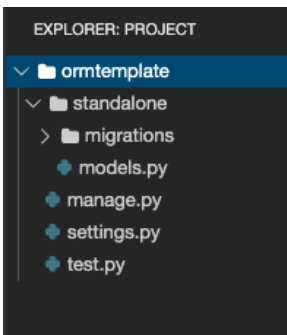 EXPLORER: PROJECT
ormtemplate
standalone
migrations
models.py
manage.py
settings.py
test.py